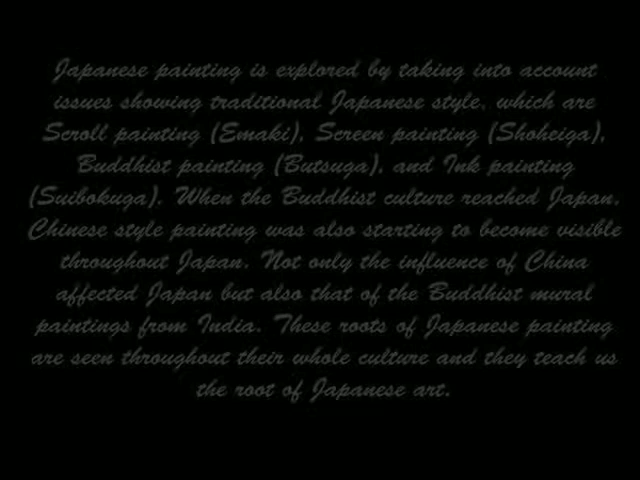 Japanese painting is explored by taking into account
issues showing traditional Japanese style, which are
Scroll painting (Emaki), Screen painting (Shoheiga),
Buddhist painting (Butsuga), and Ink painting
(Suibokuga). When the Buddhist culture reached Japan,
Chinese style painting was also starting to become visible
throughout Japan. Not only the influence of China
affected Japan but also that of the Buddhist mural
paintings from India. These roots of Japanese painting
are seen throughout their whole culture and they teach us
the root of Japanese art.